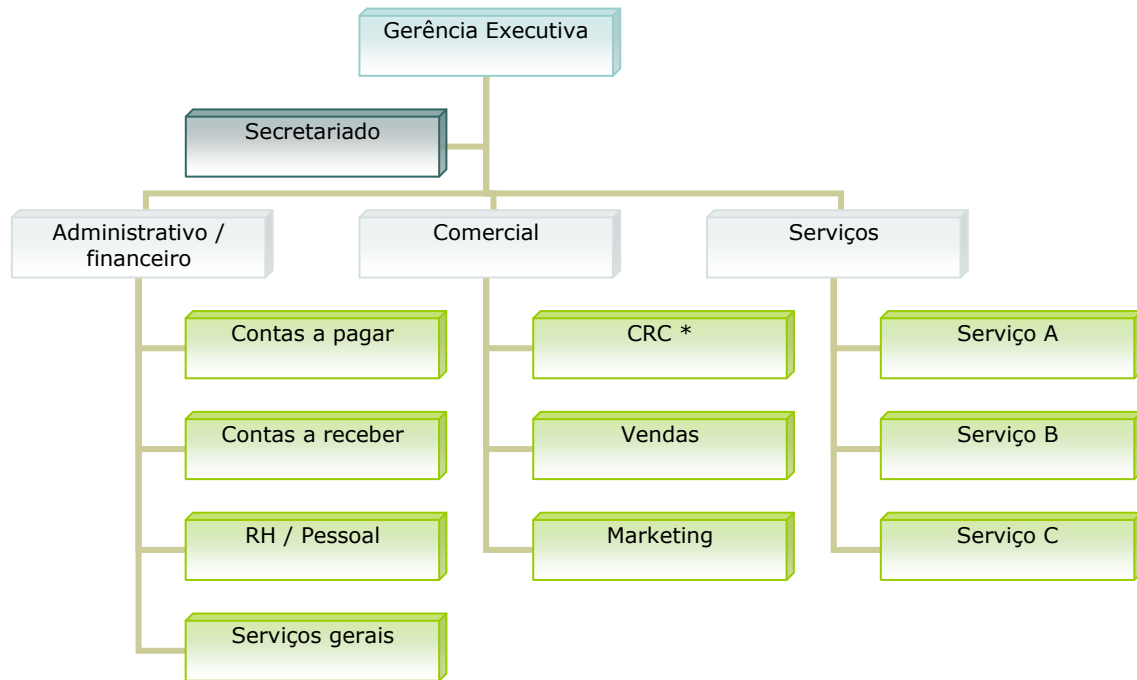 Gerência Executiva
Secretariado
Administrativo /
financeiro
Comercial
Serviços
Contas a pagar
CRC *
Serviço A
Contas a receber
Vendas
Serviço B
RH / Pessoal
Marketing
Serviço C
Serviços gerais